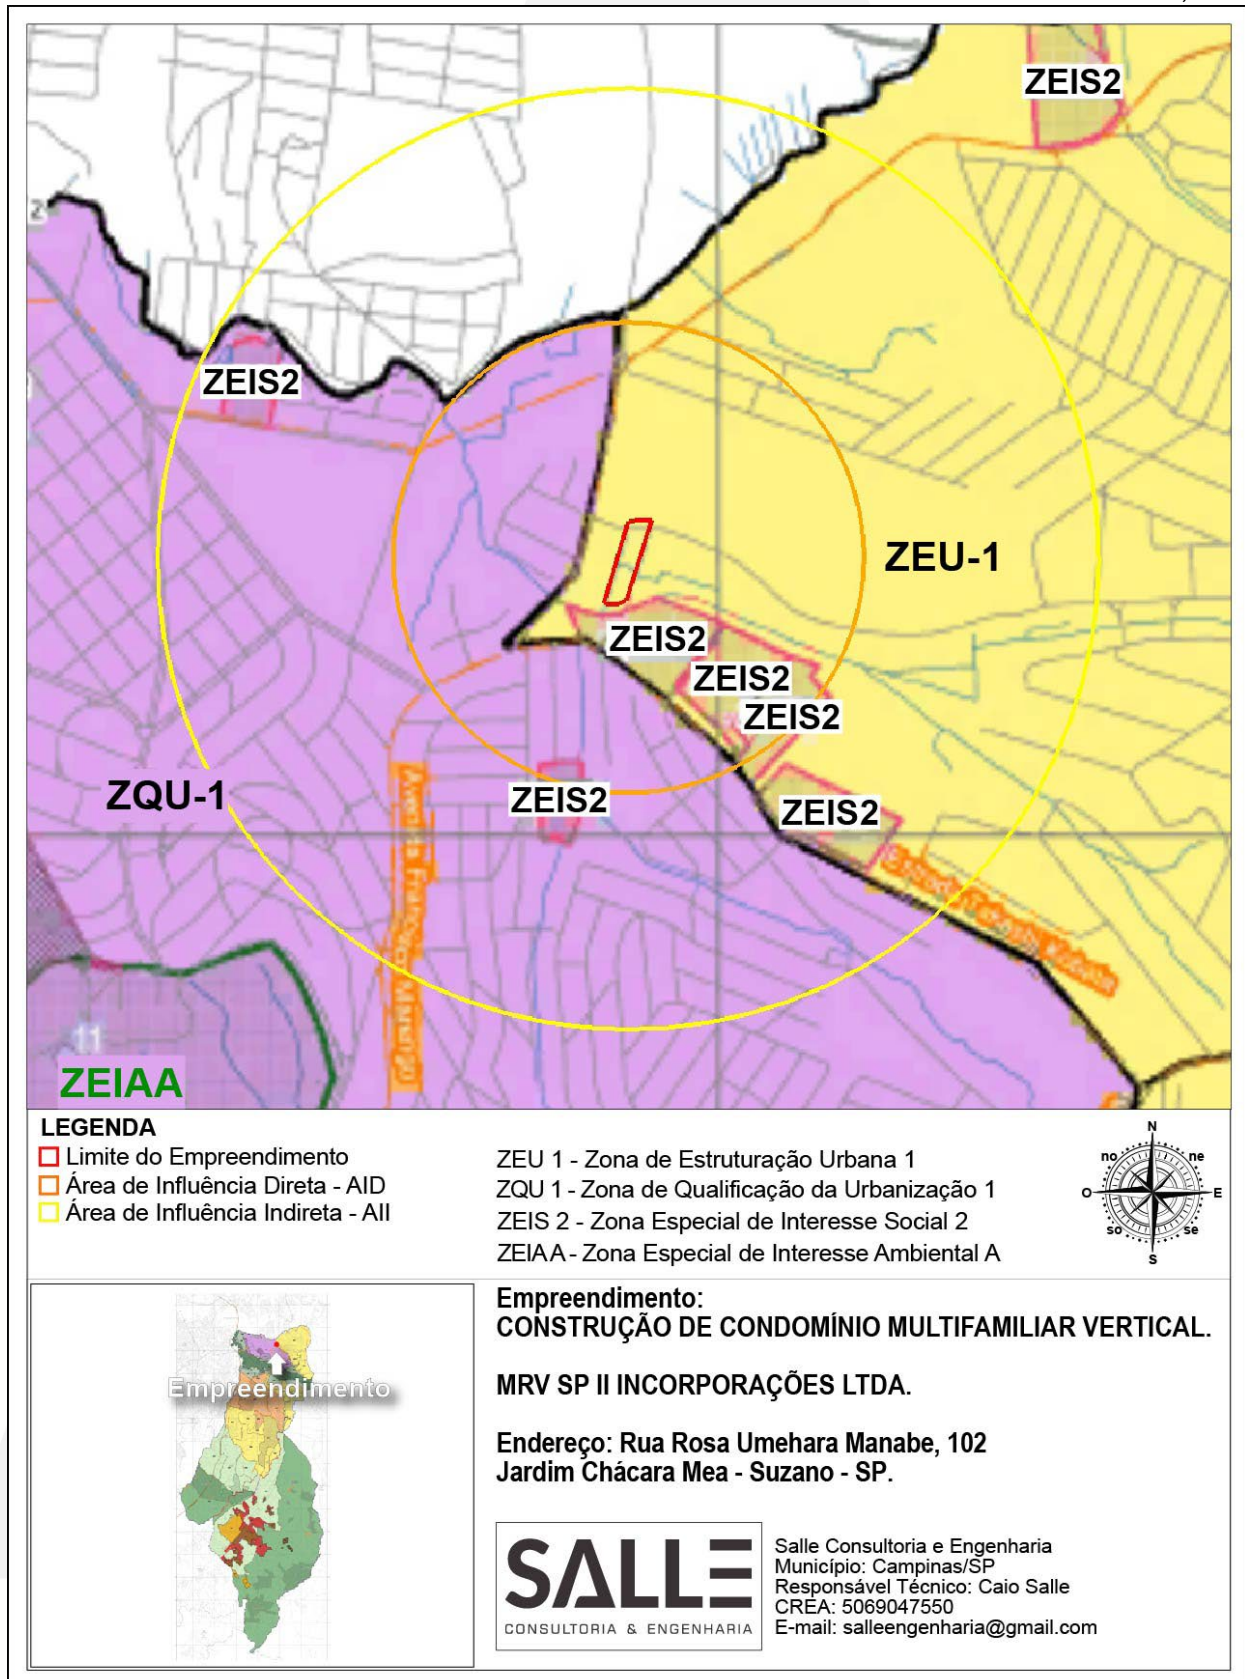 ZEIS2
2
ZEIS2
ZEU-1
ZEIS2
ZEIS2
ZEIS2
ZQU-1
ZEIS2
ZEIS2
Avenida Francisco Marengo
11
ZEIAA
LEGENDA
Limite do Empreendimento
Área de Influência Direta - AID
Área de Influência Indireta - AII
ZEU 1 - Zona de Estruturação Urbana 1
ZQU 1 - Zona de Qualificação da Urbanização 1
ZEIS 2 - Zona Especial de Interesse Social 2
ZEIAA - Zona Especial de Interesse Ambiental A
N
no
ne
O
E
so
se
S
Empreendimento
Empreendimento:
CONSTRUÇÃO DE CONDOMÍNIO MULTIFAMILIAR VERTICAL.
MRV SP II INCORPORAÇÕES LTDA.
Endereço: Rua Rosa Umehara Manabe, 102
Jardim Chácara Mea - Suzano - SP.
SALLE
CONSULTORIA & ENGENHARIA
Salle Consultoria e Engenharia
Município: Campinas/SP
Responsável Técnico: Caio Salle
CREA: 5069047550
E-mail: salleengenharia@gmail.com